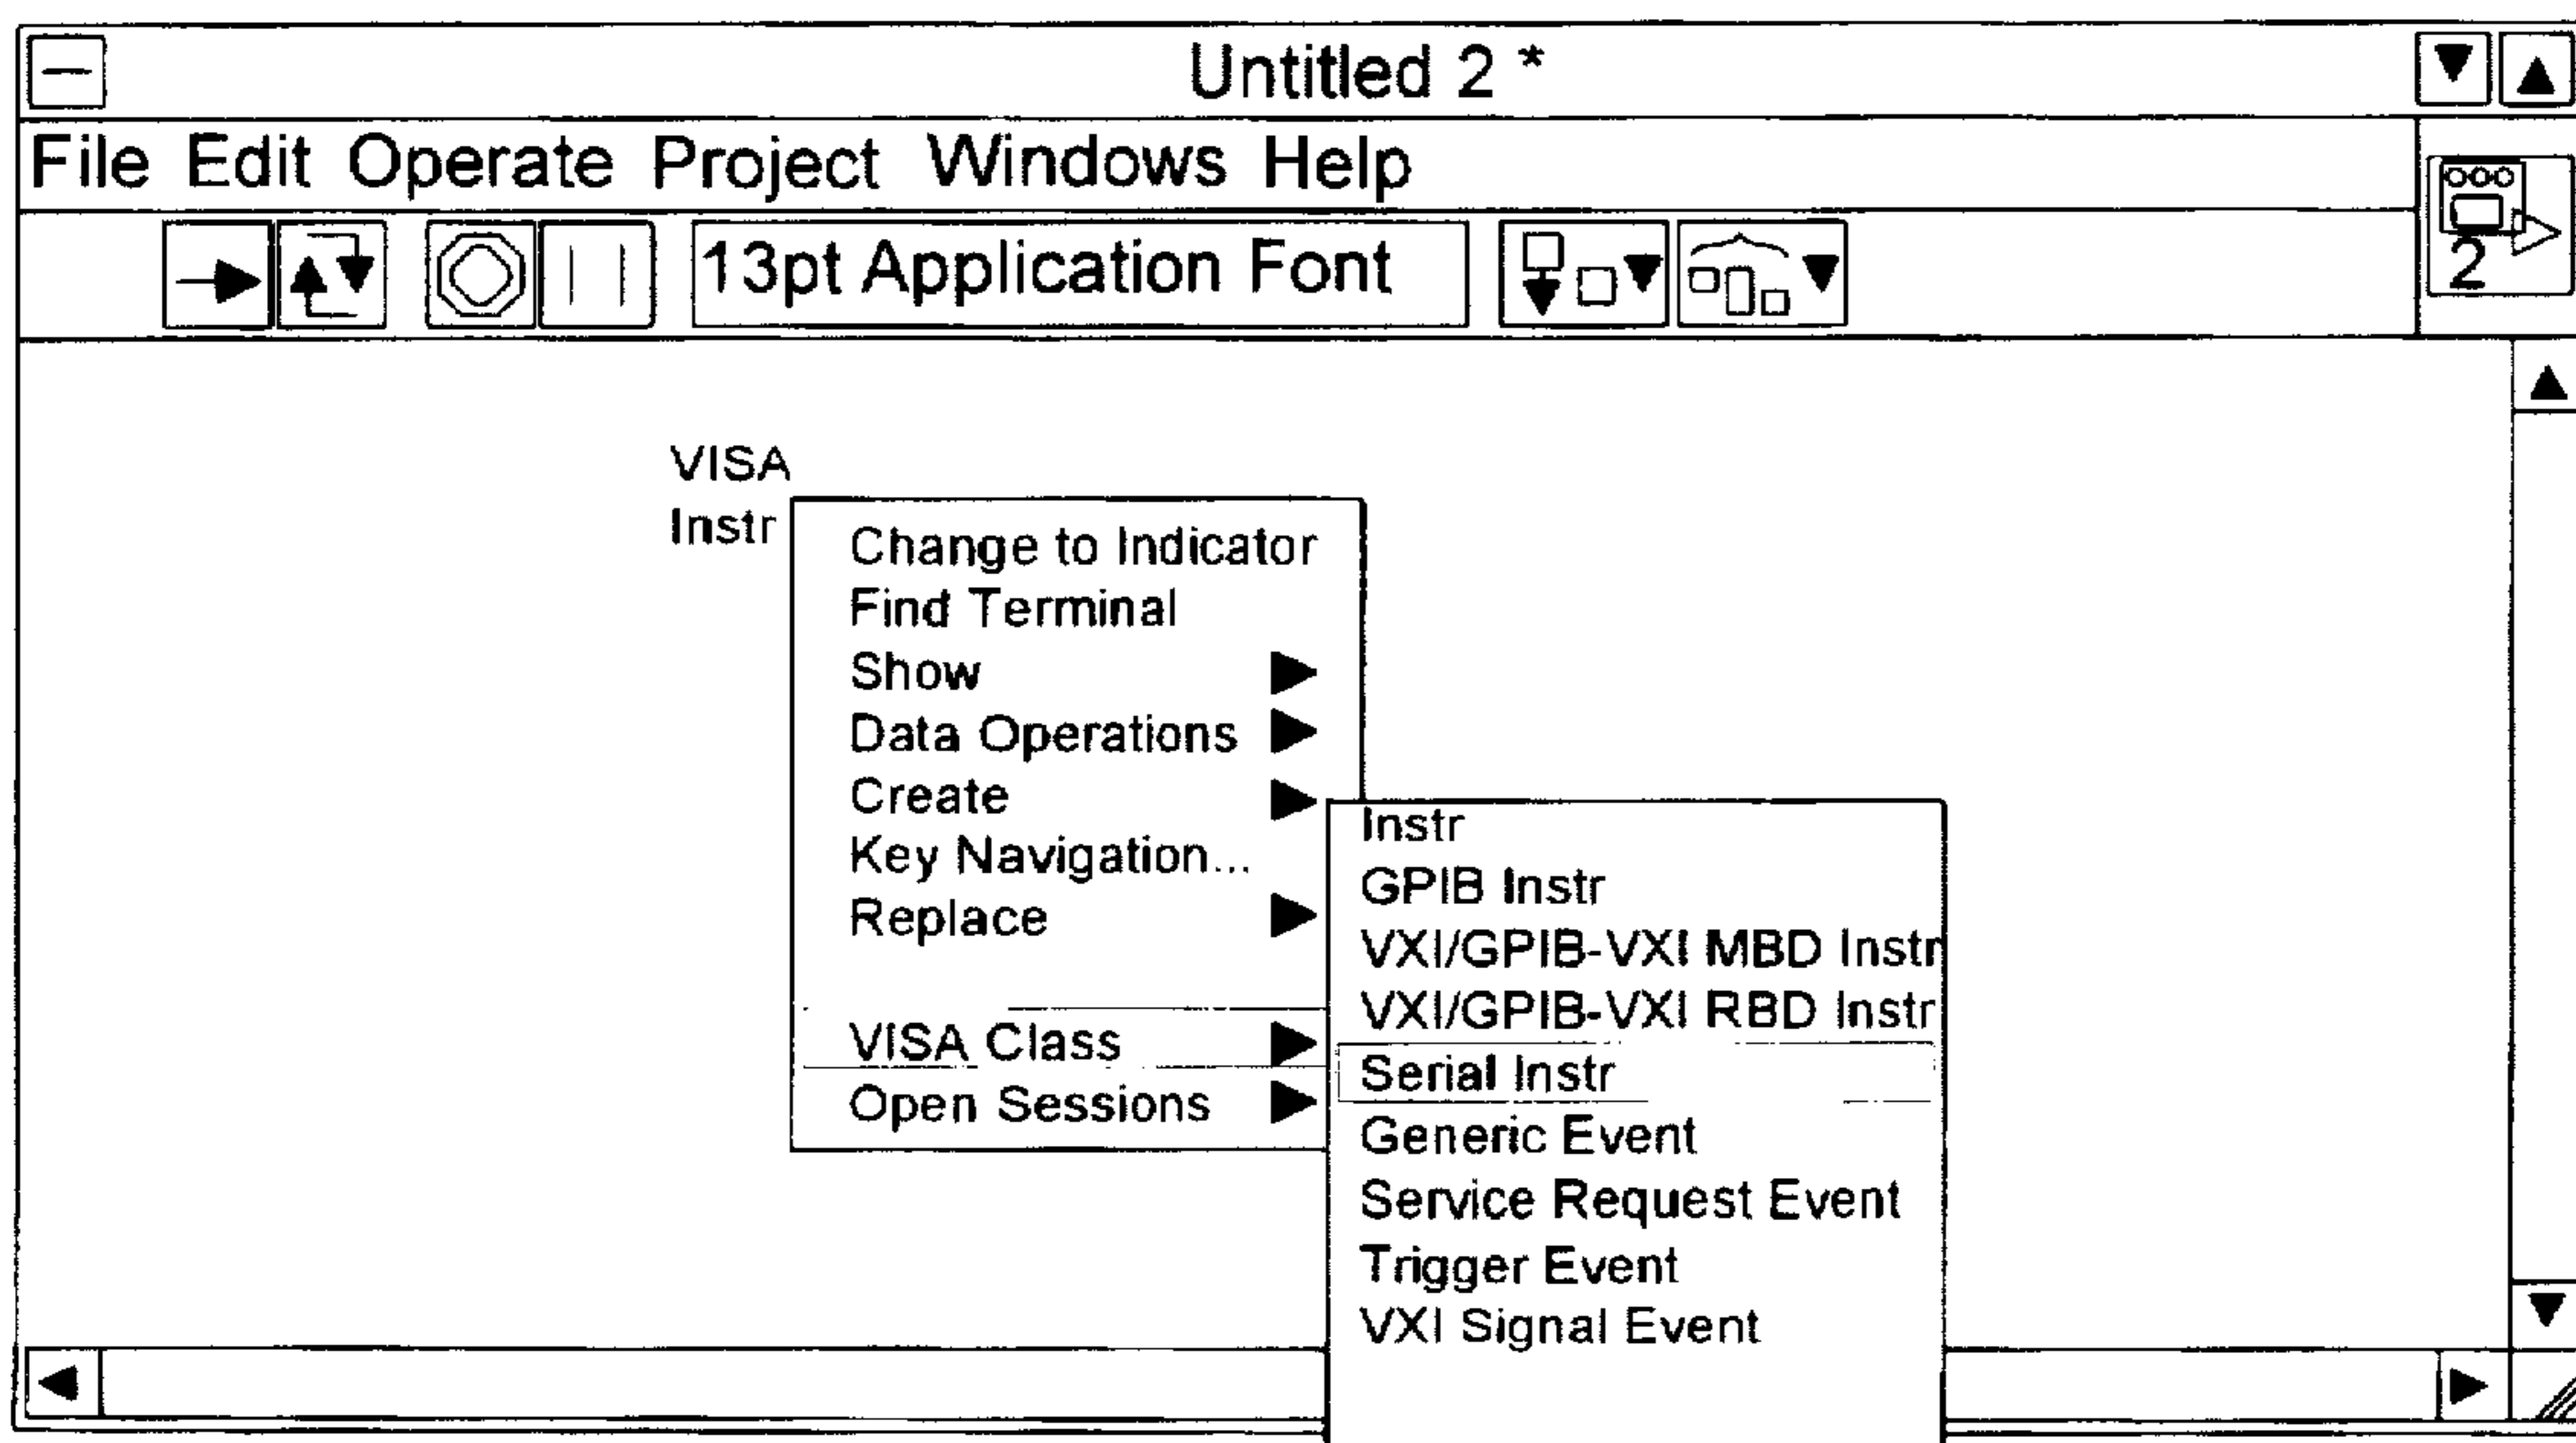 Untitled 2 *
File Edit Operate Project Windows Help
13pt Application Font
2
VISA
Instr
Change to Indicator
Find Terminal
Show
Data Operations
Create
Key Navigation...
Replace
VISA Class
Open Sessions
Instr
GPIB Instr
VXI/GPIB-VXI MBD Instr
VXI/GPIB-VXI RBD Instr
Serial Instr
Generic Event
Service Request Event
Trigger Event
VXI Signal Event